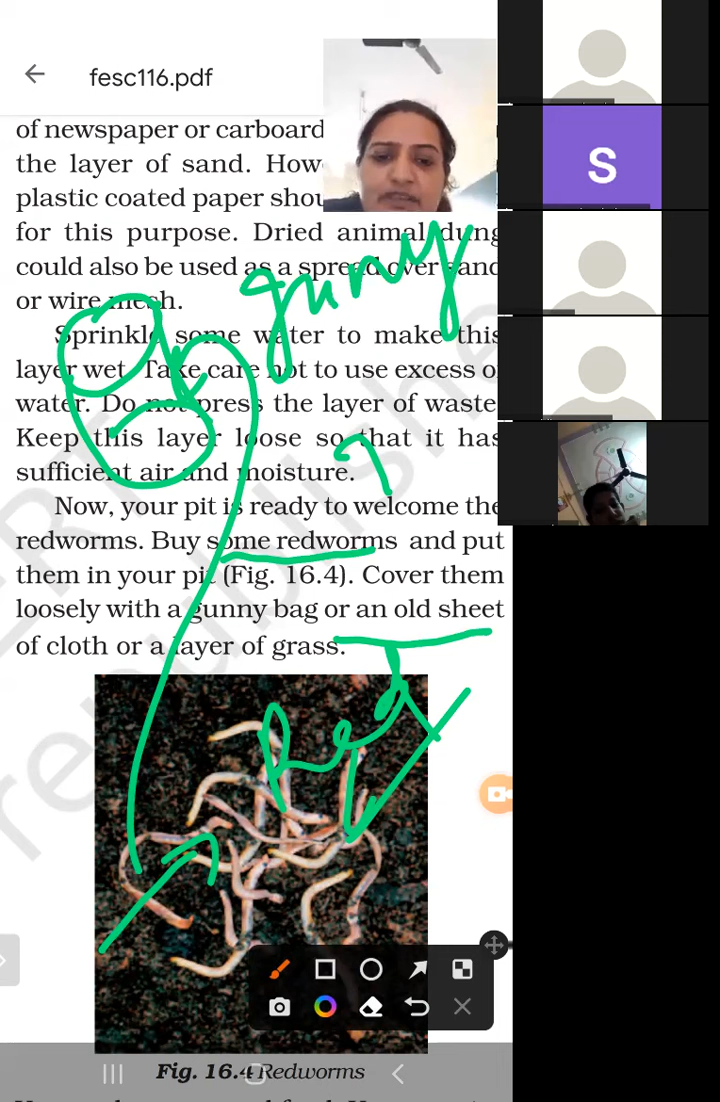 fesc116.pdf
of newspaper or carboard
the layer of sand. How
plastic coated paper shou
for this purpose. Dried animal dung
could also be used as a spread over sand
or wire mesh.
Sprinkle some water to make this
layer wet. Take care not to use excess o
water. Do not press the layer of waste
Keep this layer loose so that it has
sufficient air and moisture.
Now, your pit is ready to welcome the
redworms. Buy some redworms and put
them in your pit (Fig. 16.4). Cover them
loosely with a gunny bag or an old sheet
of cloth or a layer of grass.
gunny
Red
Fig. 16.4 Redworms
S